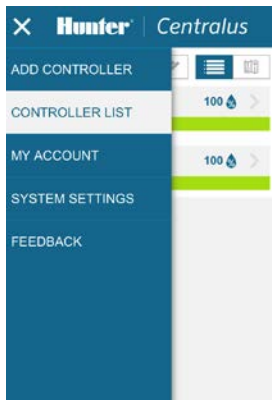 Hunter | Centralus
ADD CONTROLLER
CONTROLLER LIST
100
MY ACCOUNT
100
SYSTEM SETTINGS
FEEDBACK